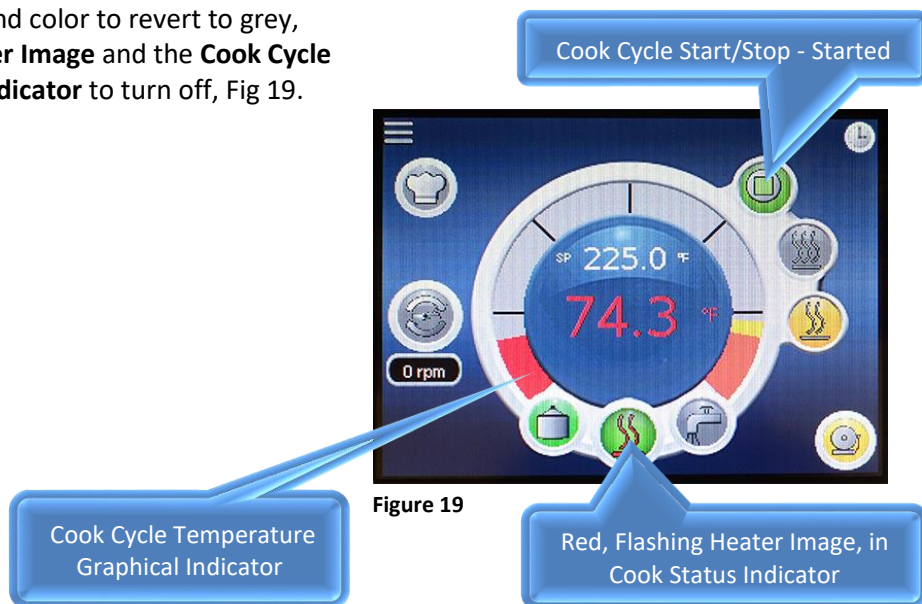 nd color to revert to grey,
er Image and the Cook Cycle
dicator to turn off, Fig 19.
Cook Cycle Start/Stop - Started
SP 225.0 °F
74.3 °F
0 rpm
Figure 19
Cook Cycle Temperature
Graphical Indicator
Red, Flashing Heater Image, in
Cook Status Indicator